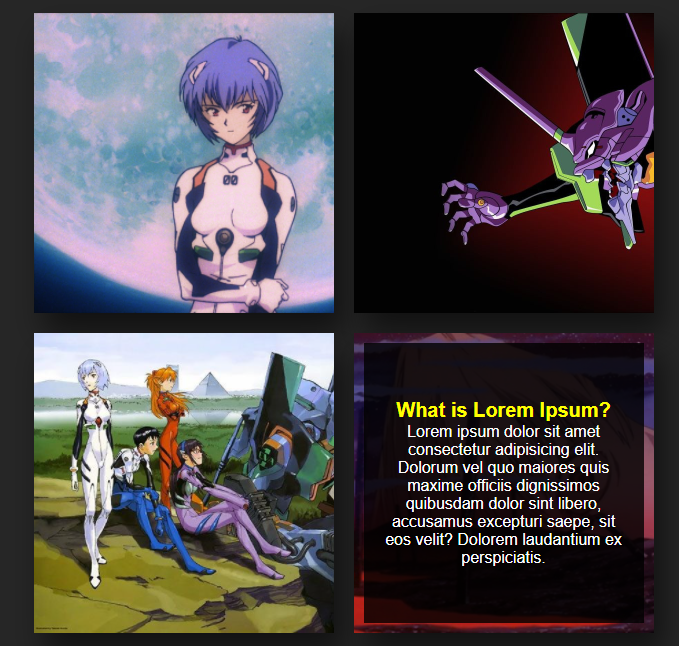 00
What is Lorem Ipsum?
Lorem ipsum dolor sit amet
consectetur adipisicing elit.
Dolorum vel quo maiores quis
maxime officiis dignissimos
quibusdam dolor sint libero,
accusamus excepturi saepe, sit
eos velit? Dolorem laudantium ex
perspiciatis.